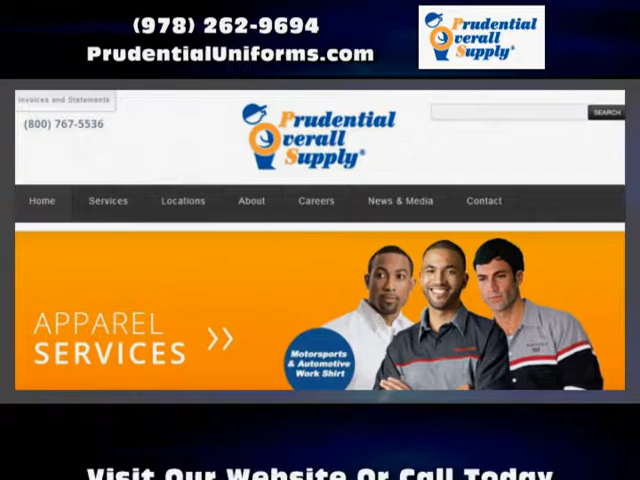 (978) 262-9694
PrudentialUniforms.com
Prudential
Overall
Supply®
Invoices and Statements
(800) 767-5536
Prudential
Overall
Supply®
SEARCH
Home Services Locations About Careers News & Media Contact
APPAREL
SERVICES >>
Motorsports
& Automotive
Work Shirt
Visit Our Website Or Call Today